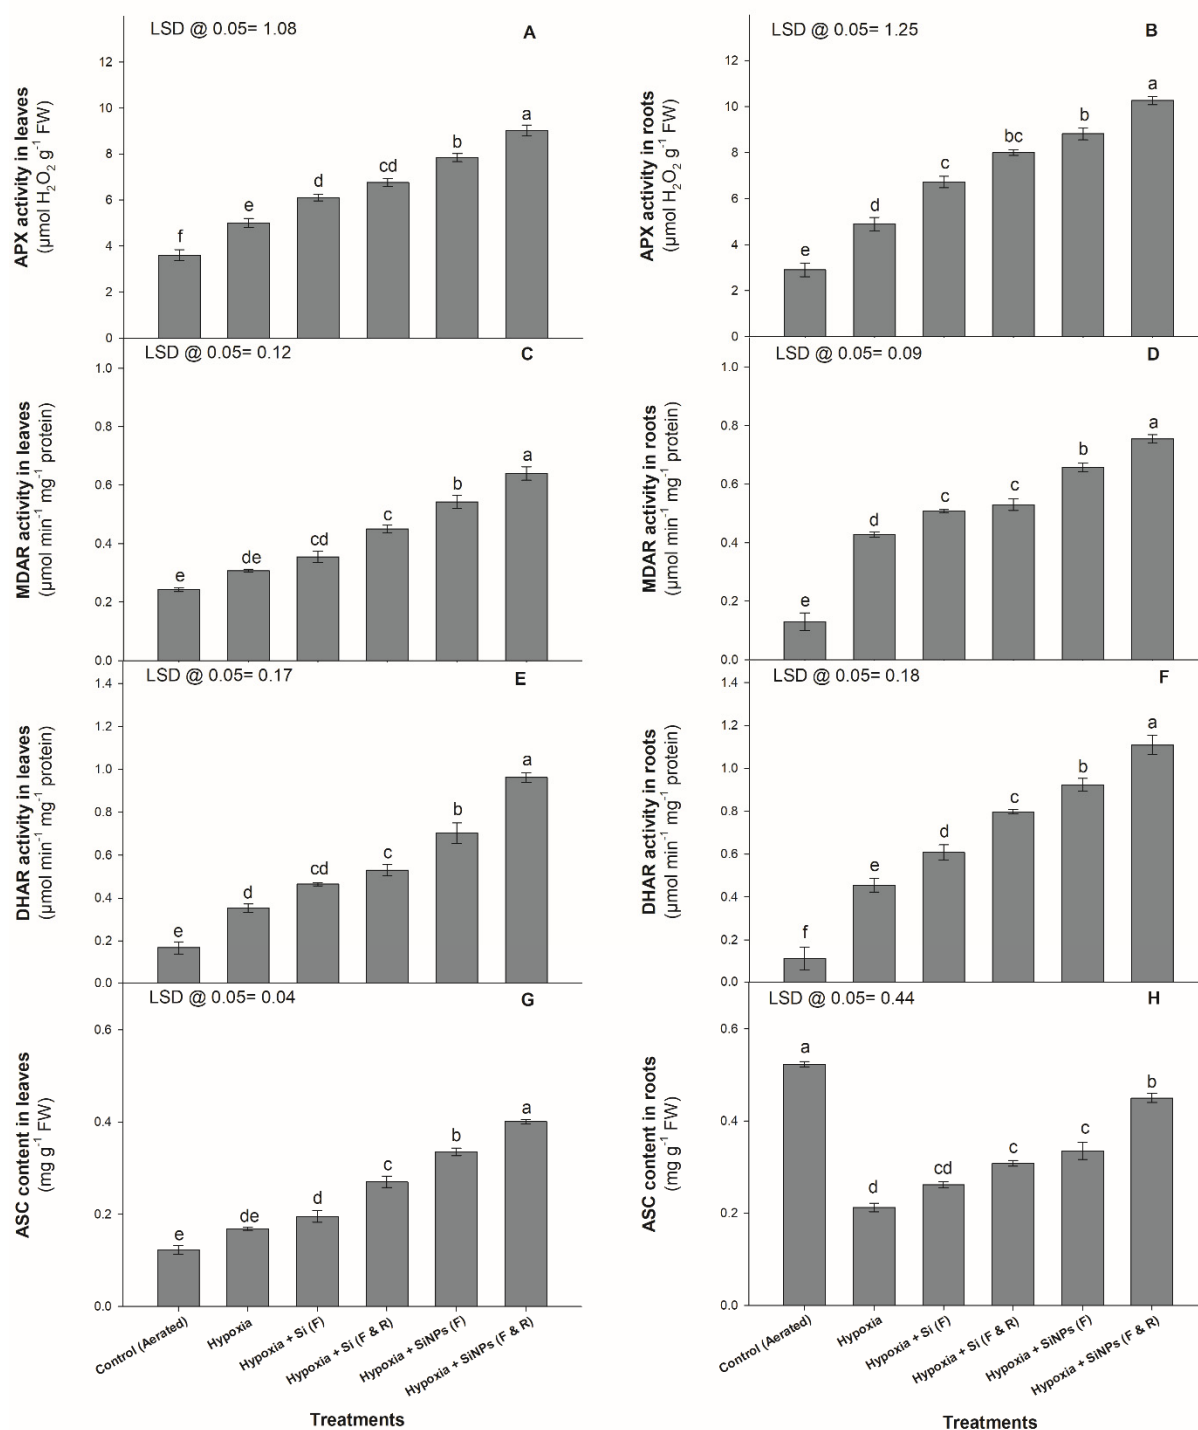 LSD @ 0.05= 1.08
A
APX activity in leaves
(µmol H₂O₂ g⁻¹ FW)
12
10
8
6
4
2
0
f
e
d
cd
b
a
LSD @ 0.05= 1.25
B
APX activity in roots
(µmol H₂O₂ g⁻¹ FW)
12
10
8
6
4
2
0
e
d
c
bc
b
a
LSD @ 0.05= 0.12
C
MDAR activity in leaves
(µmol min⁻¹ mg⁻¹ protein)
1.0
0.8
0.6
0.4
0.2
0.0
e
de
cd
c
b
a
LSD @ 0.05= 0.09
D
MDAR activity in roots
(µmol min⁻¹ mg⁻¹ protein)
1.0
0.8
0.6
0.4
0.2
0.0
e
d
c
c
b
a
LSD @ 0.05= 0.17
E
DHAR activity in leaves
(µmol min⁻¹ mg⁻¹ protein)
1.4
1.2
1.0
0.8
0.6
0.4
0.2
0.0
e
d
cd
c
b
a
LSD @ 0.05= 0.18
F
DHAR activity in roots
(µmol min⁻¹ mg⁻¹ protein)
1.4
1.2
1.0
0.8
0.6
0.4
0.2
0.0
f
e
d
c
b
a
LSD @ 0.05= 0.04
G
ASC content in leaves
(mg g⁻¹ FW)
0.6
0.4
0.2
0.0
e
de
d
c
b
a
LSD @ 0.05= 0.44
H
ASC content in roots
(mg g⁻¹ FW)
0.6
0.4
0.2
0.0
a
d
cd
c
c
b
Control (Aerated)
Hypoxia
Hypoxia + Si (F)
Hypoxia + Si (F & R)
Hypoxia + SiNPs (F)
Hypoxia + SiNPs (F & R)
Treatments
Control (Aerated)
Hypoxia
Hypoxia + Si (F)
Hypoxia + Si (F & R)
Hypoxia + SiNPs (F)
Hypoxia + SiNPs (F & R)
Treatments